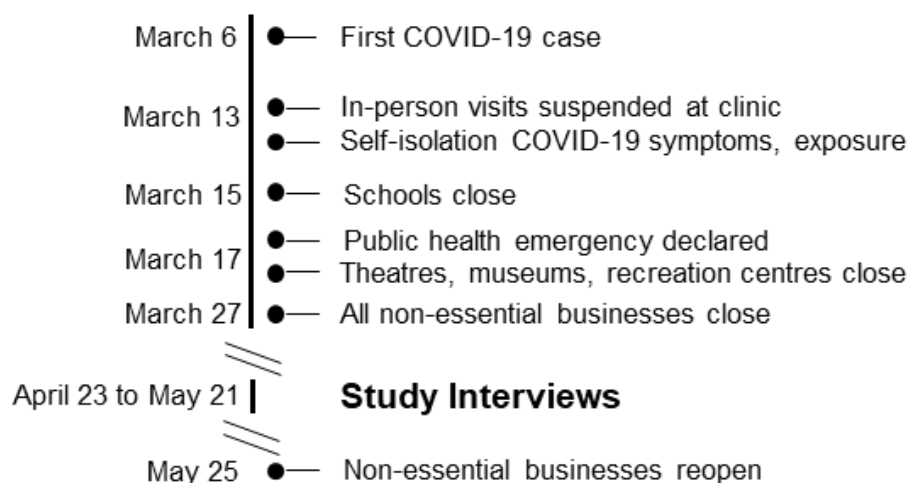 March 6 First COVID-19 case
March 13
In-person visits suspended at clinic
Self-isolation COVID-19 symptoms, exposure
March 15 Schools close
March 17
Public health emergency declared
Theatres, museums, recreation centres close
March 27 All non-essential businesses close
April 23 to May 21 Study Interviews
May 25 Non-essential businesses reopen